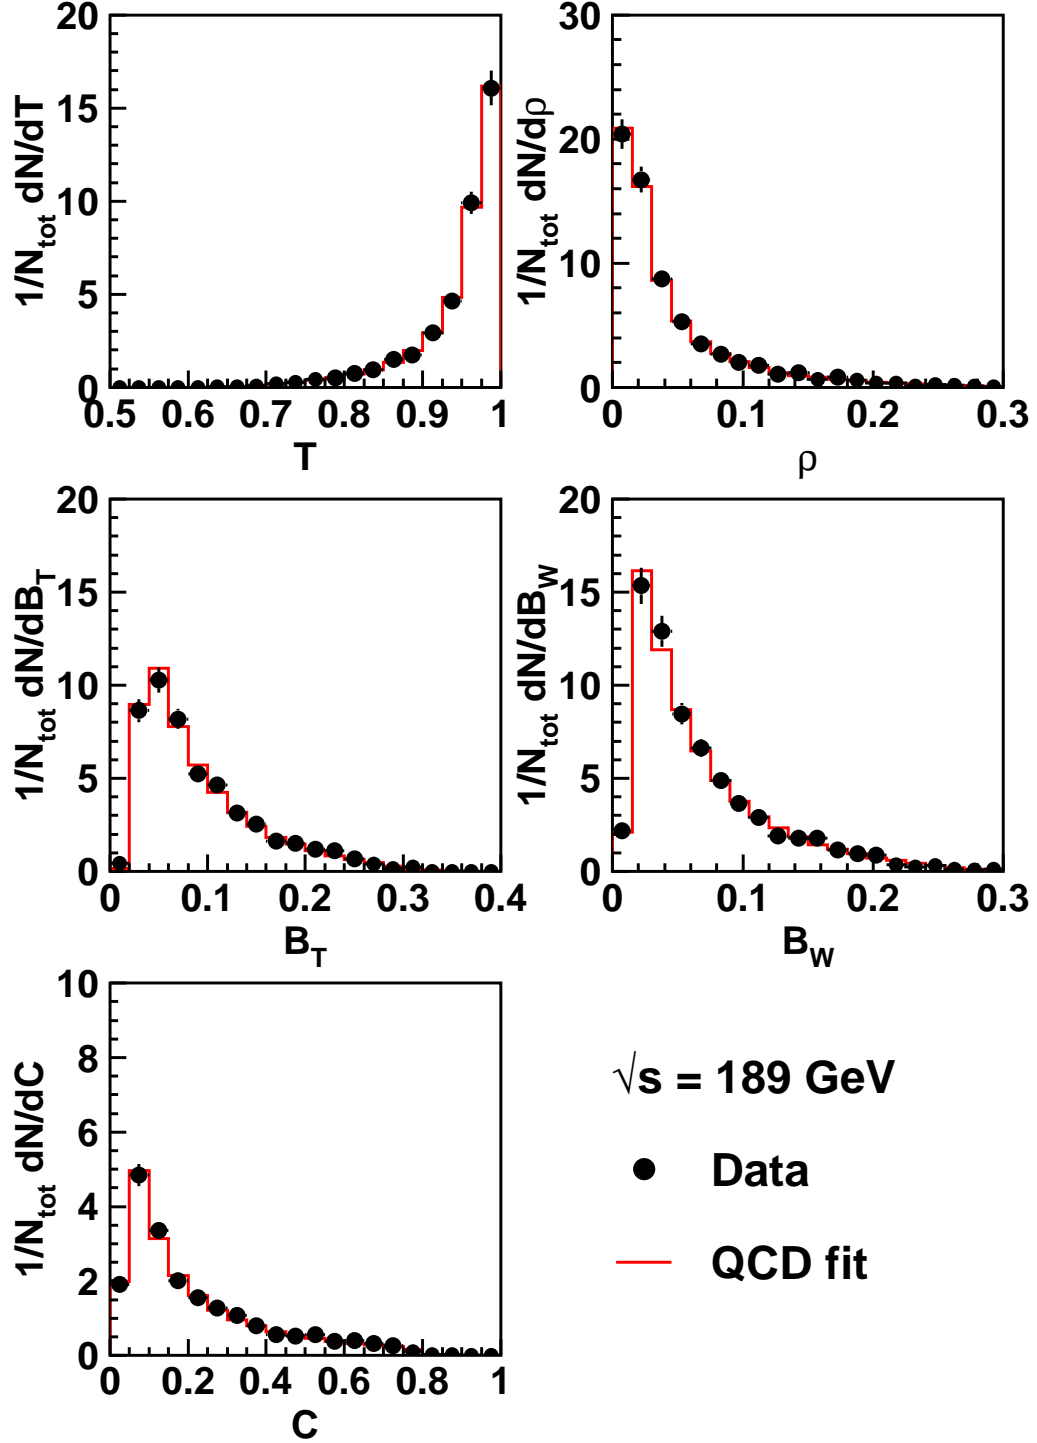 1/N_tot dN/dT
20
15
10
5
0
0.5 0.6 0.7 0.8 0.9 1
T
1/N_tot dN/dρ
30
20
10
0
0 0.1 0.2 0.3
ρ
1/N_tot dN/dB_T
20
15
10
5
0
0 0.1 0.2 0.3 0.4
B_T
1/N_tot dN/dB_W
20
15
10
5
0
0 0.1 0.2 0.3
B_W
1/N_tot dN/dC
10
8
6
4
2
0
0 0.2 0.4 0.6 0.8 1
C
√s = 189 GeV
Data
QCD fit